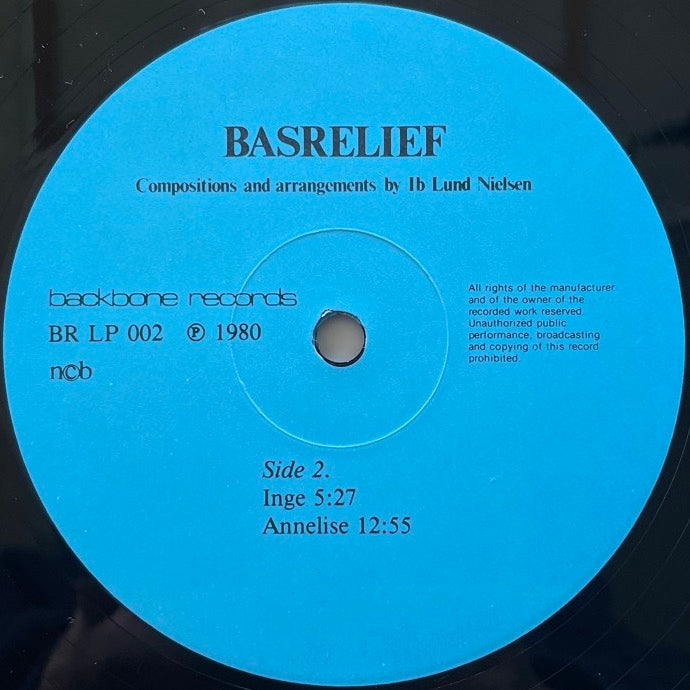 BASRELIEF
Compositions and arrangements by Ib Lund Nielsen
backbone records
BR LP 002 ℗ 1980
n©b
All rights of the manufacturer
and of the owner of the
recorded work reserved.
Unauthorized public
performance, broadcasting
and copying of this record
prohibited.
Side 2.
Inge 5:27
Annelise 12:55